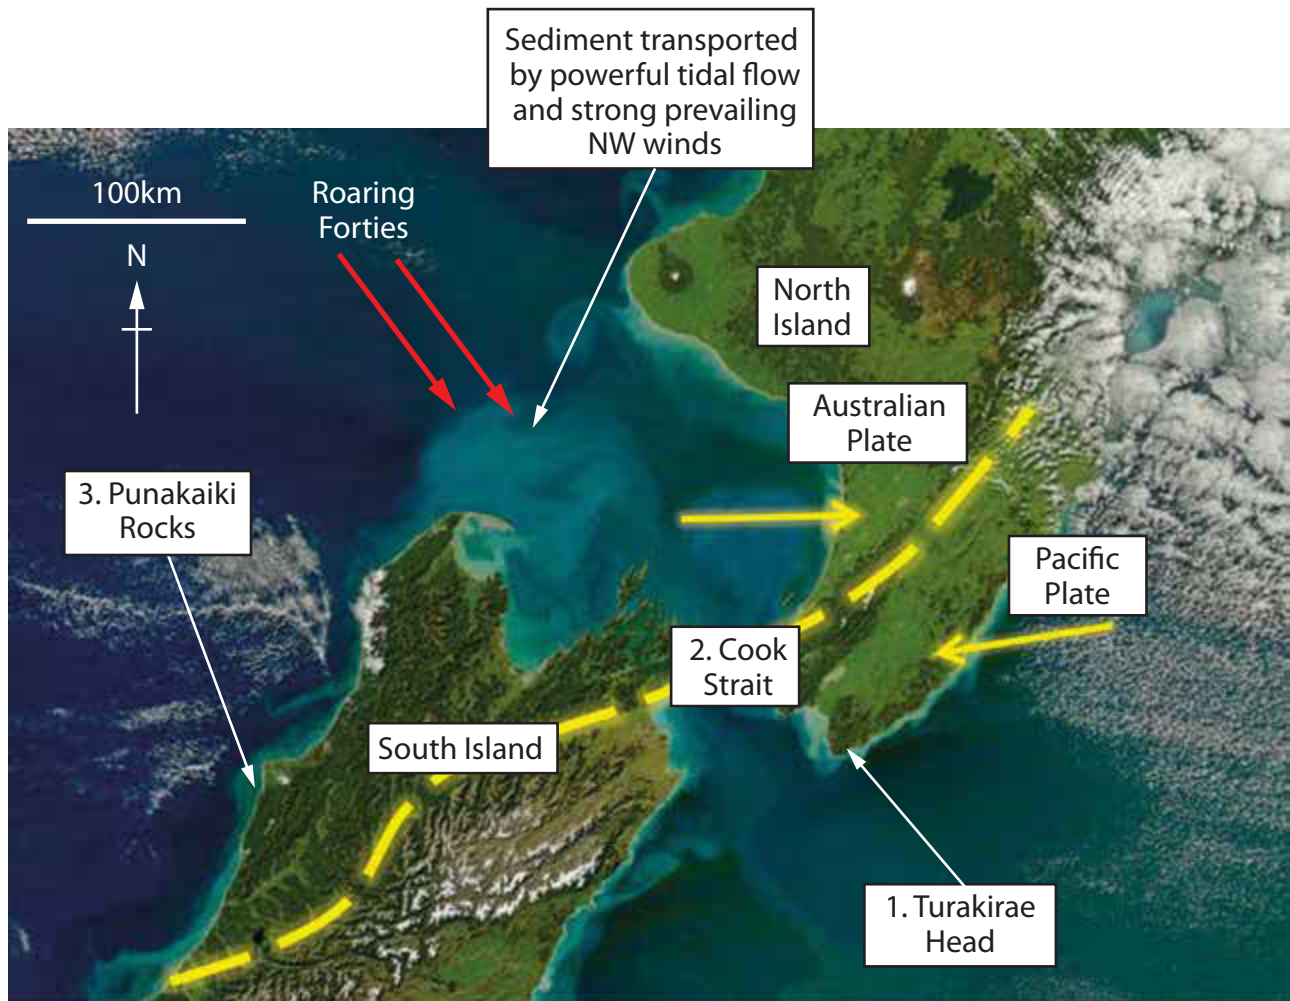 Sediment transported
by powerful tidal flow
and strong prevailing
NW winds
100km
N
Roaring
Forties
North
Island
Australian
Plate
3. Punakaiki
Rocks
Pacific
Plate
2. Cook
Strait
South Island
1. Turakirae
Head